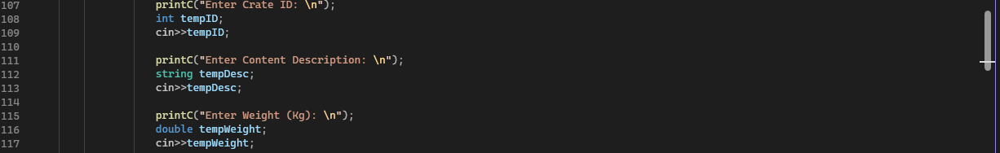 107 printC("Enter Crate ID: \n");
108 int tempID;
109 cin>>tempID;
110
111 printC("Enter Content Description: \n");
112 string tempDesc;
113 cin>>tempDesc;
114
115 printC("Enter Weight (Kg): \n");
116 double tempWeight;
117 cin>>tempWeight;